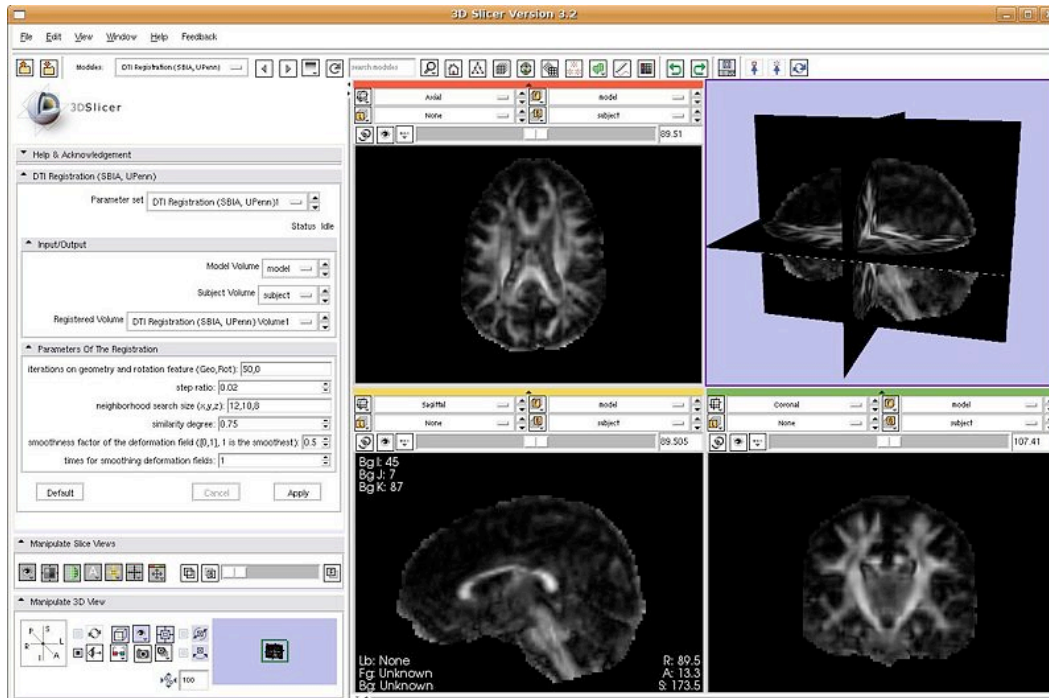 3D Slicer Version 3.2
File Edit View Window Help Feedback
Modules: DTI Registration (SBIA, UPenn) search modules
3DSlicer
Help & Acknowledgement
DTI Registration (SBIA, UPenn)
Parameter set DTI Registration (SBIA, UPenn)1
Status Idle
Input/Output
Model Volume model
Subject Volume subject
Registered Volume DTI Registration (SBIA, UPenn) Volume1
Parameters Of The Registration
iterations on geometry and rotation feature (Geo,Rot): 50,0
step ratio: 0.02
neighborhood search size (x,y,z): 12,10,8
similarity degree: 0.75
smoothness factor of the deformation field ([0,1], 1 is the smoothest): 0.5
times for smoothing deformation fields: 1
Default Cancel Apply
Manipulate Slice Views
A
Manipulate 3D View
P S
R L
I A
100
Axial model
None subject
89.51
Sagittal model
None subject
89.505
Bg I: 45
Bg J: 7
Bg K: 87
Lb: None
Fg: Unknown
Bg: Unknown
R: 89.5
A: 13.3
S: 173.5
Coronal model
None subject
107.41